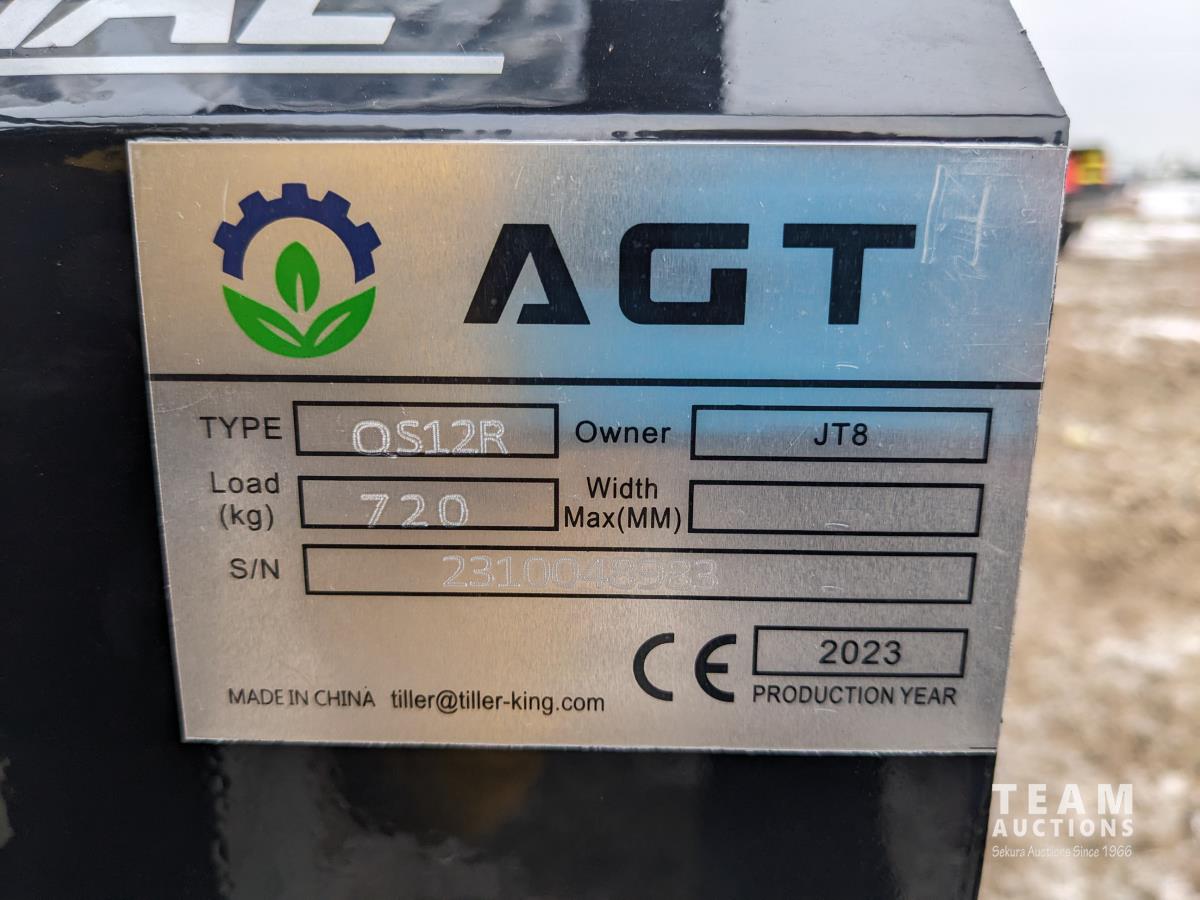 AGT
TYPE QS12R Owner JT8
Load (kg) 720 Width Max(MM) -
S/N 2310048983 -
CE 2023
MADE IN CHINA tiller@tiller-king.com PRODUCTION YEAR
TEAM
AUCTIONS
Sekura Auctions Since 1966